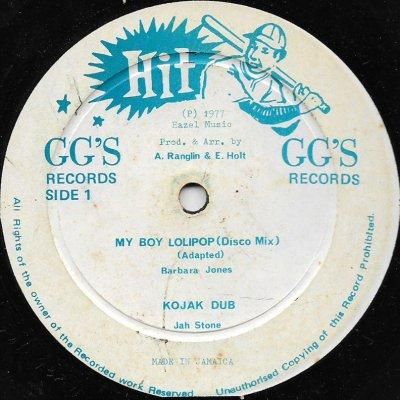 Hit
(P) 1977
Hazel Music
Prod. & Arr. by
A. Ranglin & E. Holt
GG'S
RECORDS
SIDE 1
GG'S
RECORDS
MY BOY LOLIPOP (Disco Mix)
(Adapted)
Barbara Jones
KOJAK DUB
Jah Stone
MADE IN JAMAICA
All Rights of the owner of the Recorded work Reserved. Unauthorised Copying of this Record Prohibited.